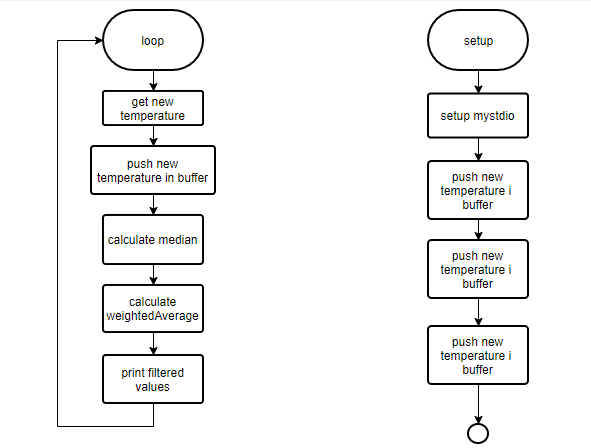 loop
get new
temperature
push new
temperature in buffer
calculate median
calculate
weightedAverage
print filtered
values
setup
setup mystdio
push new
temperature i
buffer
push new
temperature i
buffer
push new
temperature i
buffer